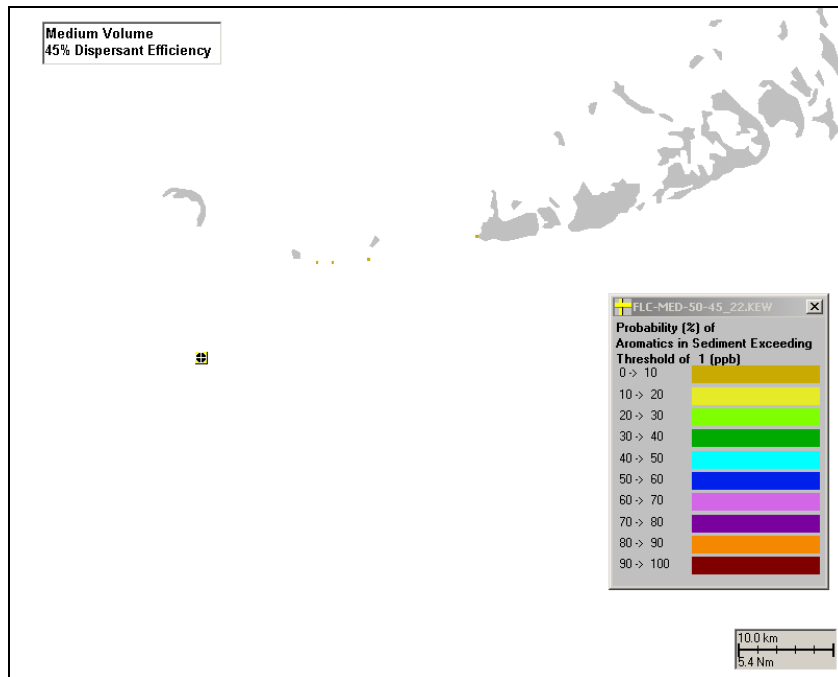 Medium Volume
45% Dispersant Efficiency
FLC-MED-50-45_22.KEW
Probability (%) of
Aromatics in Sediment Exceeding
Threshold of 1 (ppb)
0 -> 10
10 -> 20
20 -> 30
30 -> 40
40 -> 50
50 -> 60
60 -> 70
70 -> 80
80 -> 90
90 -> 100
10.0 km
5.4 Nm